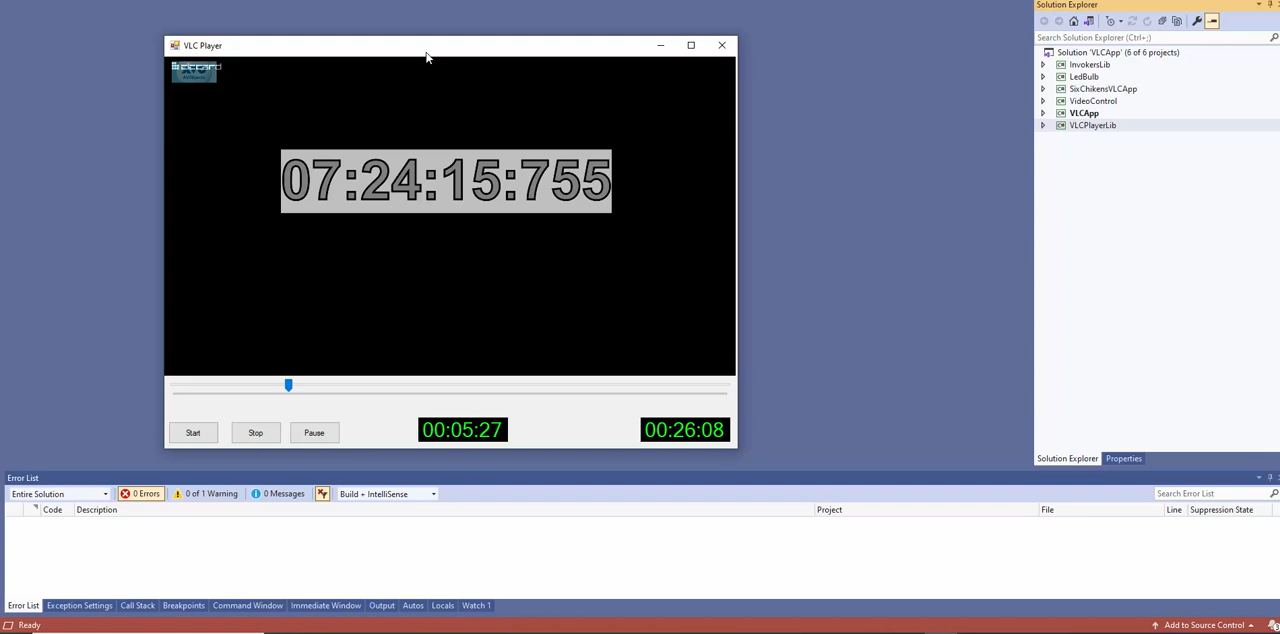 Solution Explorer
Search Solution Explorer (Ctrl+;)
Solution 'VLCApp' (6 of 6 projects)
InvokersLib
LedBulb
SixChikensVLCApp
VideoControl
VLCApp
VLCPlayerLib
VLC Player
07:24:15:755
Start
Stop
Pause
00:05:27
00:26:08
Solution Explorer
Properties
Error List
Entire Solution
0 Errors
0 of 1 Warning
0 Messages
Build + IntelliSense
Search Error List
Code
Description
Project
File
Line
Suppression State
Error List
Exception Settings
Call Stack
Breakpoints
Command Window
Immediate Window
Output
Autos
Locals
Watch 1
Ready
Add to Source Control